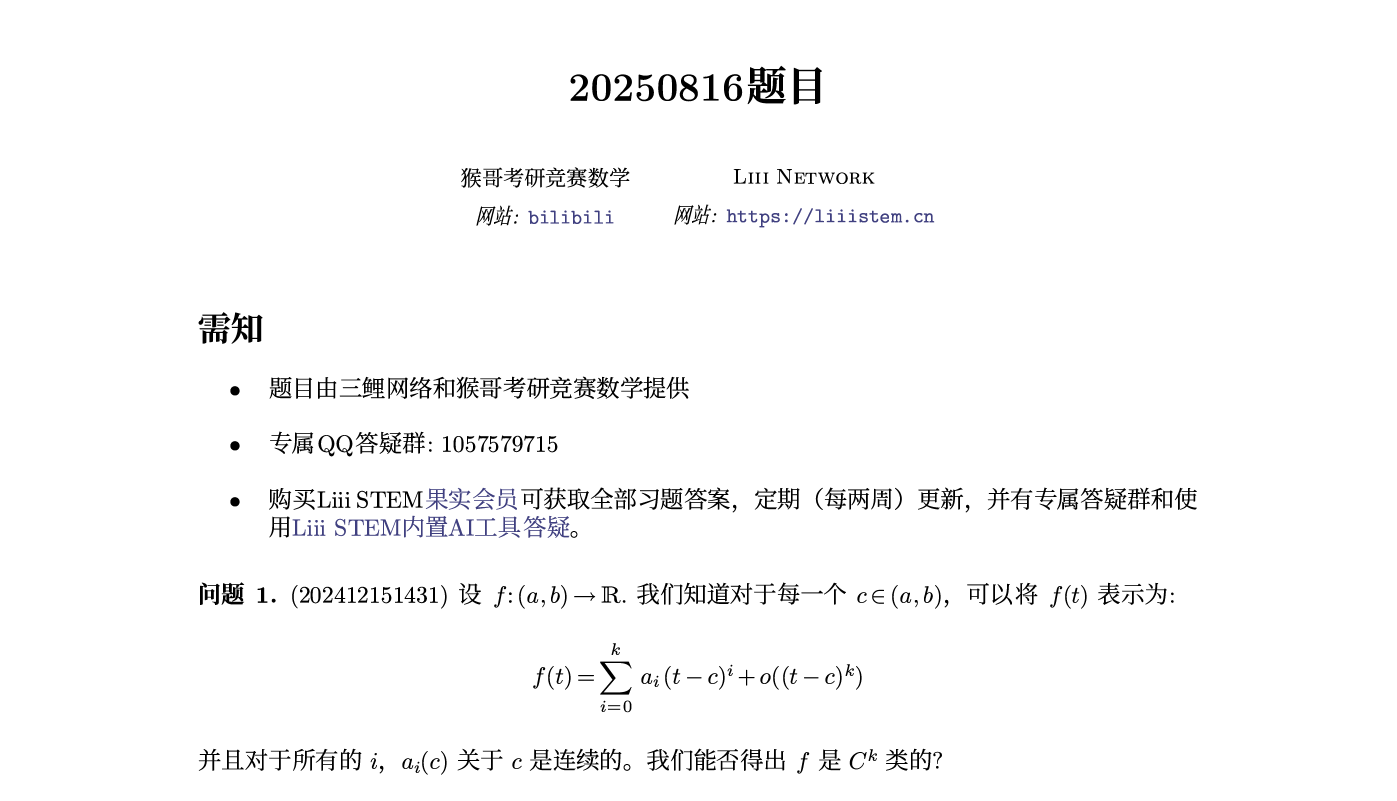 20250816题目
猴哥考研竞赛数学 LIII NETWORK
网站: bilibili 网站: https://liiistem.cn
需知
• 题目由三鲤网络和猴哥考研竞赛数学提供
• 专属QQ答疑群: 1057579715
• 购买Liii STEM果实会员可获取全部习题答案，定期（每两周）更新，并有专属答疑群和使
用Liii STEM内置AI工具答疑。
问题 1. (202412151431) 设 f: (a, b) → ℝ. 我们知道对于每一个 c ∈ (a, b)，可以将 f(t) 表示为:
f(t) = ∑_{i=0}^{k} a_i (t − c)^i + o((t − c)^k)
并且对于所有的 i，a_i(c) 关于 c 是连续的。我们能否得出 f 是 C^k 类的?